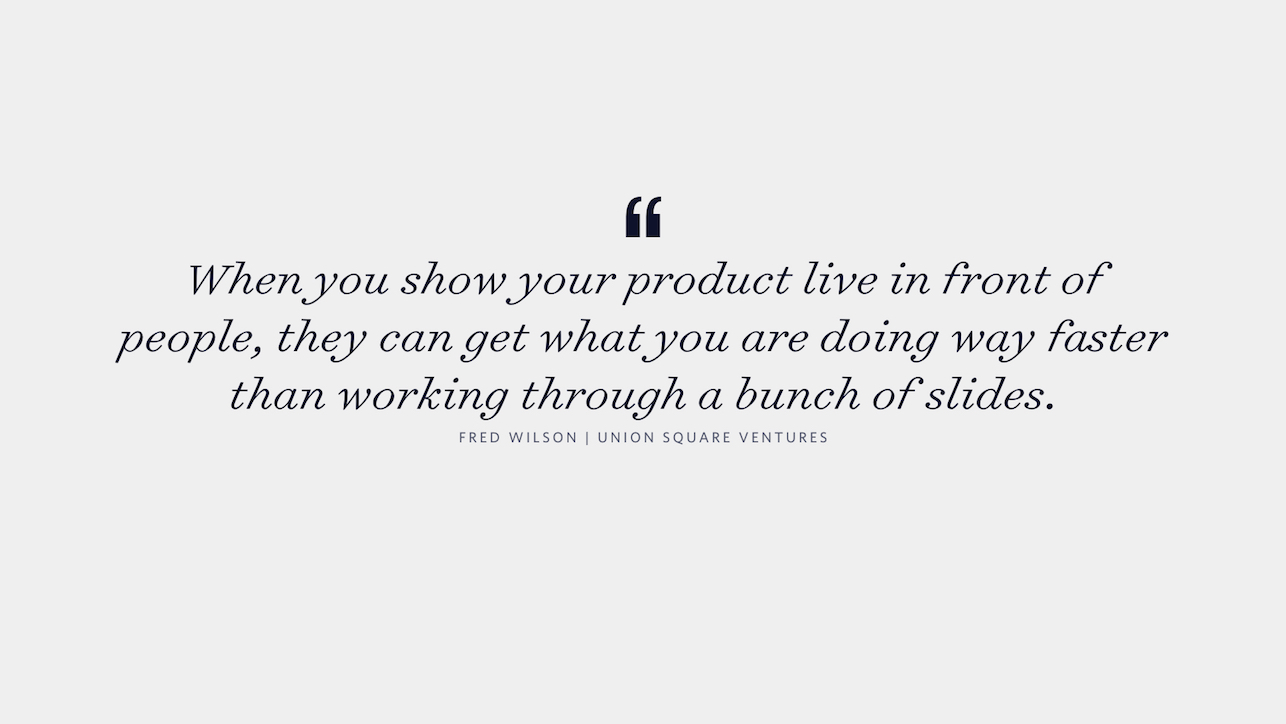 “
When you show your product live in front of
people, they can get what you are doing way faster
than working through a bunch of slides.
FRED WILSON | UNION SQUARE VENTURES